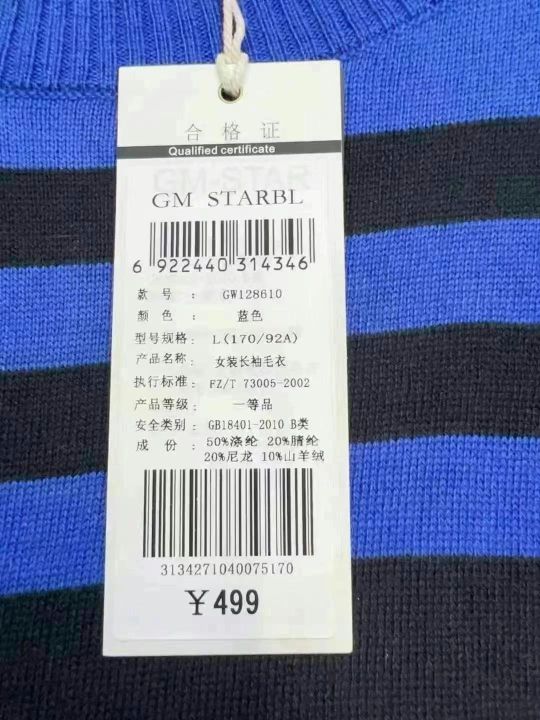 合格证
Qualified certificate
GM STARBL
6 922440 314346
款号: GW128610
颜色: 蓝色
型号规格: L(170/92A)
产品名称: 女装长袖毛衣
执行标准: FZ/T 73005-2002
产品等级: 一等品
安全类别: GB18401-2010 B类
成份: 50%涤纶 20%腈纶
20%尼龙 10%山羊绒
3134271040075170
￥499